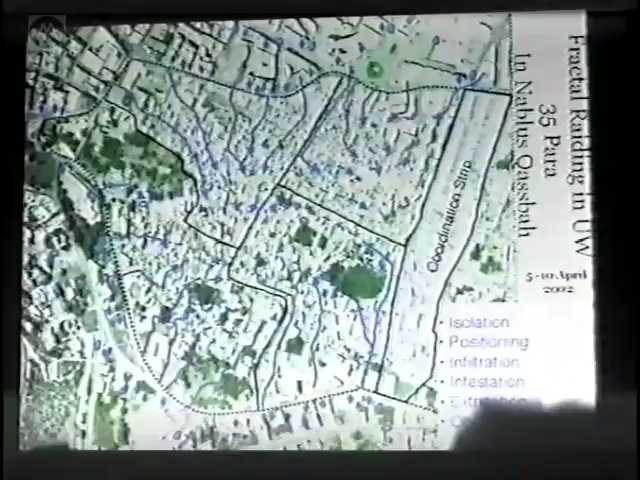 Fractal Raiding in UW
35 Para
In Nablus Qassbah
5-10 April
2002
Coordination Strip
· Isolation
· Positioning
· Infiltration
· Infestation